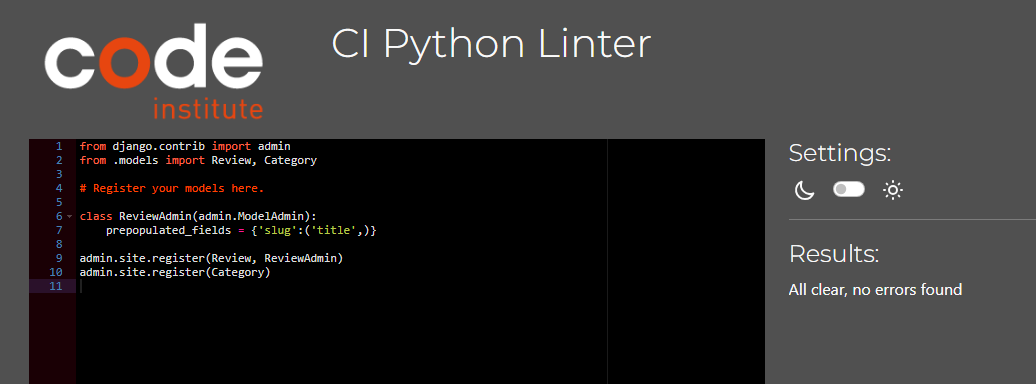 code
institute
CI Python Linter
1 from django.contrib import admin
2 from .models import Review, Category
3
4 # Register your models here.
5
6 class ReviewAdmin(admin.ModelAdmin):
7     prepopulated_fields = {'slug':('title',)}
8
9 admin.site.register(Review, ReviewAdmin)
10 admin.site.register(Category)
11
Settings:
Results:
All clear, no errors found